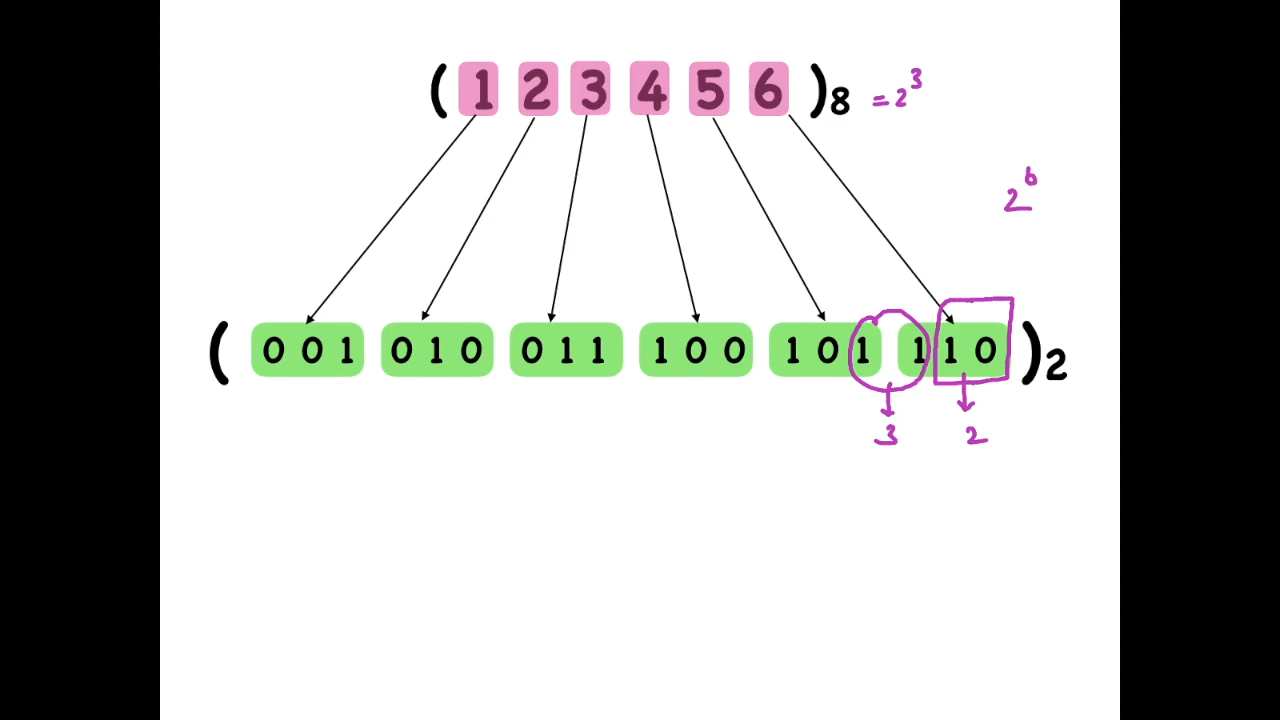 ( 1 2 3 4 5 6 )8 = 2^3
2^6
( 001 010 011 100 101 110 )2
3 2